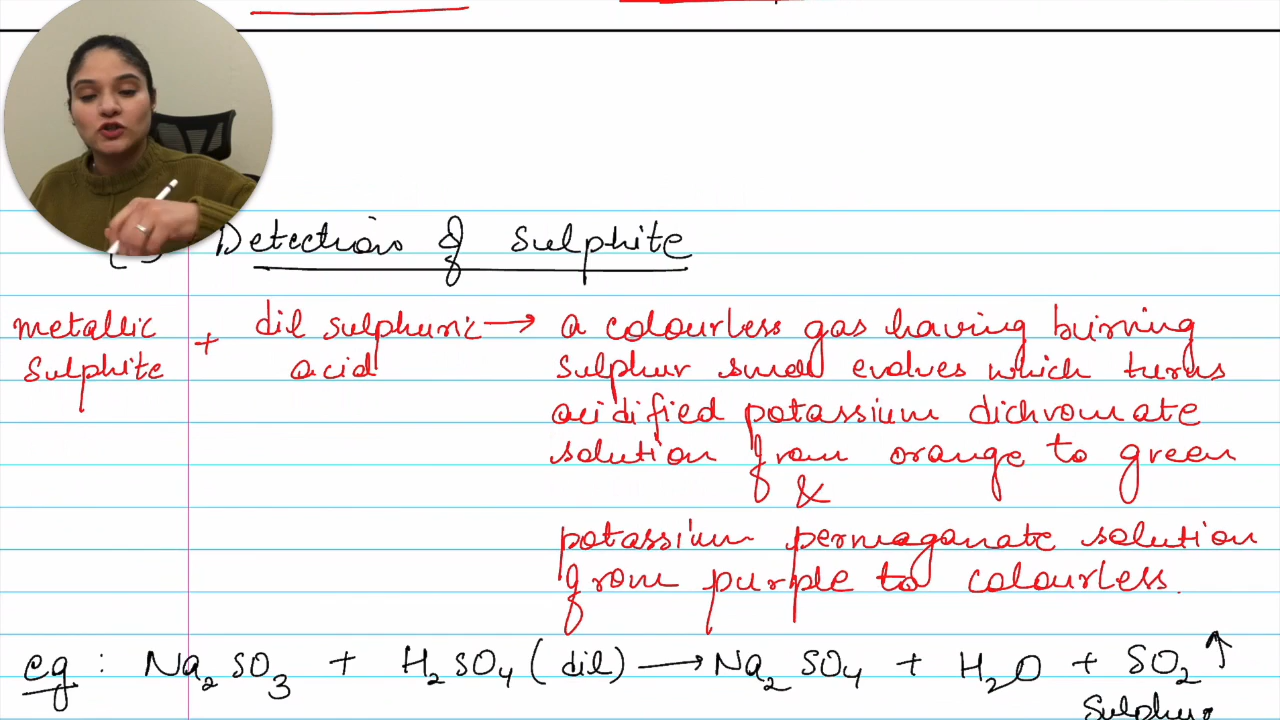 Detection of Sulphite
metallic + dil sulphuric → a colourless gas having burning
Sulphite acid sulphur smell evolves which turns
acidified potassium dichromate
solution from orange to green
&
potassium permaganate solution
from purple to colourless.
eg : Na₂SO₃ + H₂SO₄ (dil) → Na₂SO₄ + H₂O + SO₂ ↑